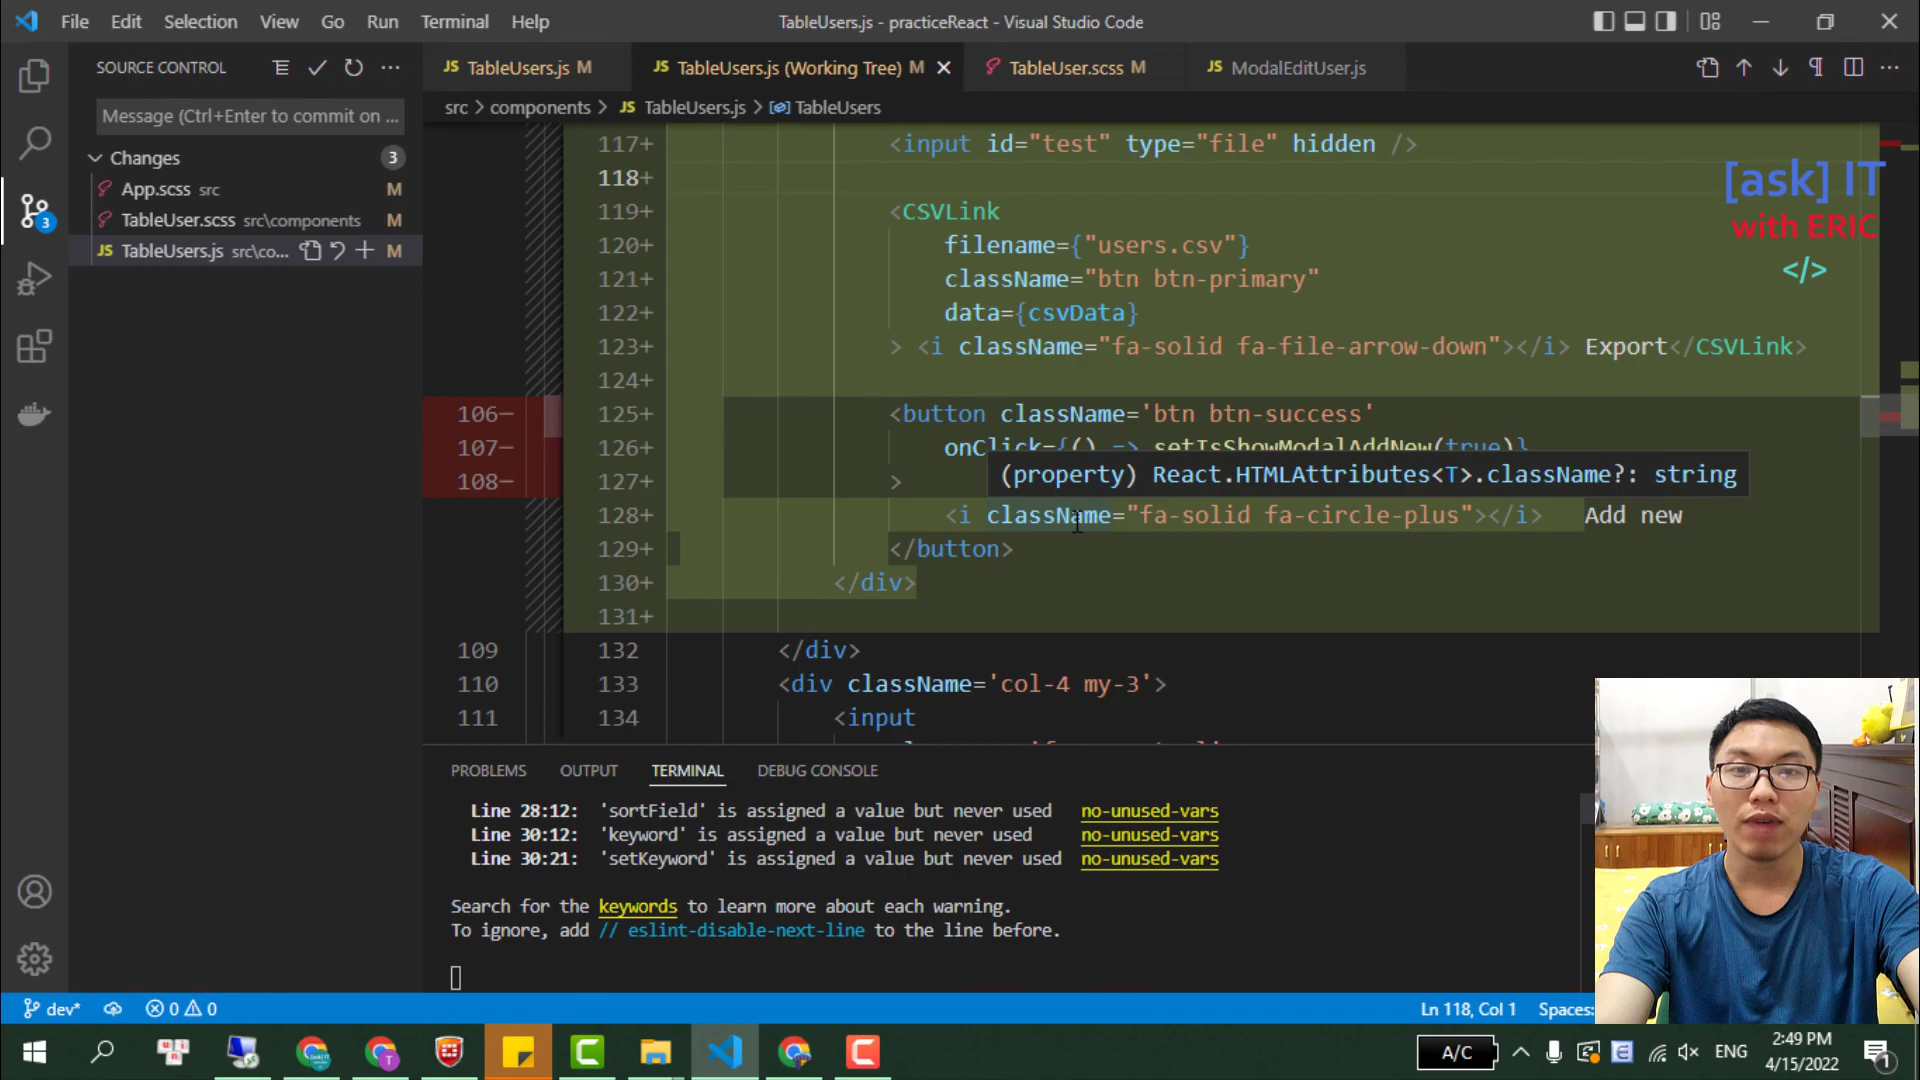 File Edit Selection View Go Run Terminal Help
TableUsers.js - practiceReact - Visual Studio Code
SOURCE CONTROL
JS TableUsers.js M
JS TableUsers.js (Working Tree) M
TableUser.scss M
JS ModalEditUser.js
src > components > JS TableUsers.js > TableUsers
Message (Ctrl+Enter to commit on ...
Changes 3
App.scss src M
TableUser.scss src\components M
JS TableUsers.js src\co... M
3
117+ <input id="test" type="file" hidden />
118+
119+ <CSVLink
120+ filename={"users.csv"}
121+ className="btn btn-primary"
122+ data={csvData}
123+ > <i className="fa-solid fa-file-arrow-down"></i> Export</CSVLink>
124+
106− 125+ <button className='btn btn-success'
107− 126+ onClick={() => setIsShowModalAddNew(true)}
108− 127+ >
(property) React.HTMLAttributes<T>.className?: string
128+ <i className="fa-solid fa-circle-plus"></i> Add new
129+ </button>
130+ </div>
131+
109 132 </div>
110 133 <div className='col-4 my-3'>
111 134 <input
[ask] IT
with ERIC
</>
PROBLEMS OUTPUT TERMINAL DEBUG CONSOLE
Line 28:12: 'sortField' is assigned a value but never used no-unused-vars
Line 30:12: 'keyword' is assigned a value but never used no-unused-vars
Line 30:21: 'setKeyword' is assigned a value but never used no-unused-vars
Search for the keywords to learn more about each warning.
To ignore, add // eslint-disable-next-line to the line before.
dev* 0 0
Ln 118, Col 1 Spaces:
A/C
ENG
2:49 PM
4/15/2022
1